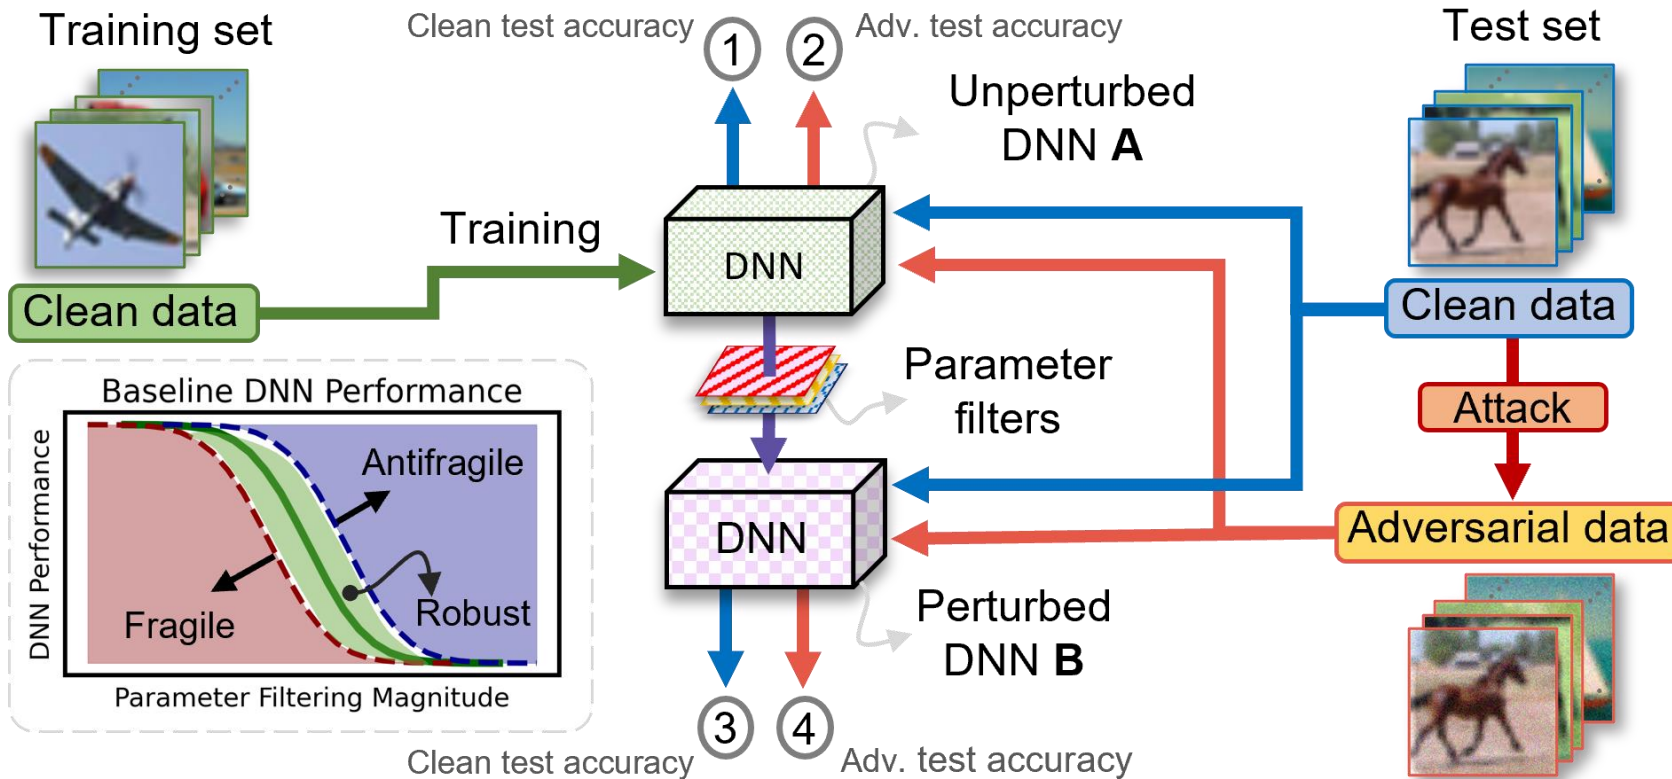 Training set
Clean test accuracy
1
2
Adv. test accuracy
Test set
Unperturbed
DNN A
Training
DNN
Clean data
Clean data
Parameter
filters
Attack
Baseline DNN Performance
DNN Performance
Antifragile
Fragile
Robust
Parameter Filtering Magnitude
DNN
Adversarial data
Perturbed
DNN B
3
4
Clean test accuracy
Adv. test accuracy